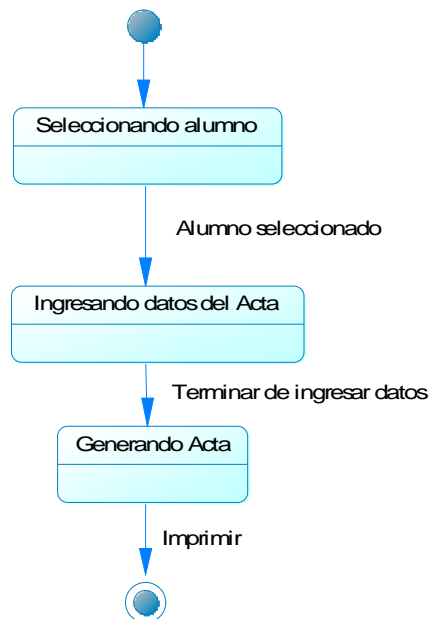 Seleccionando alumno
Alumno seleccionado
Ingresando datos del Acta
Terminar de ingresar datos
Generando Acta
Imprimir